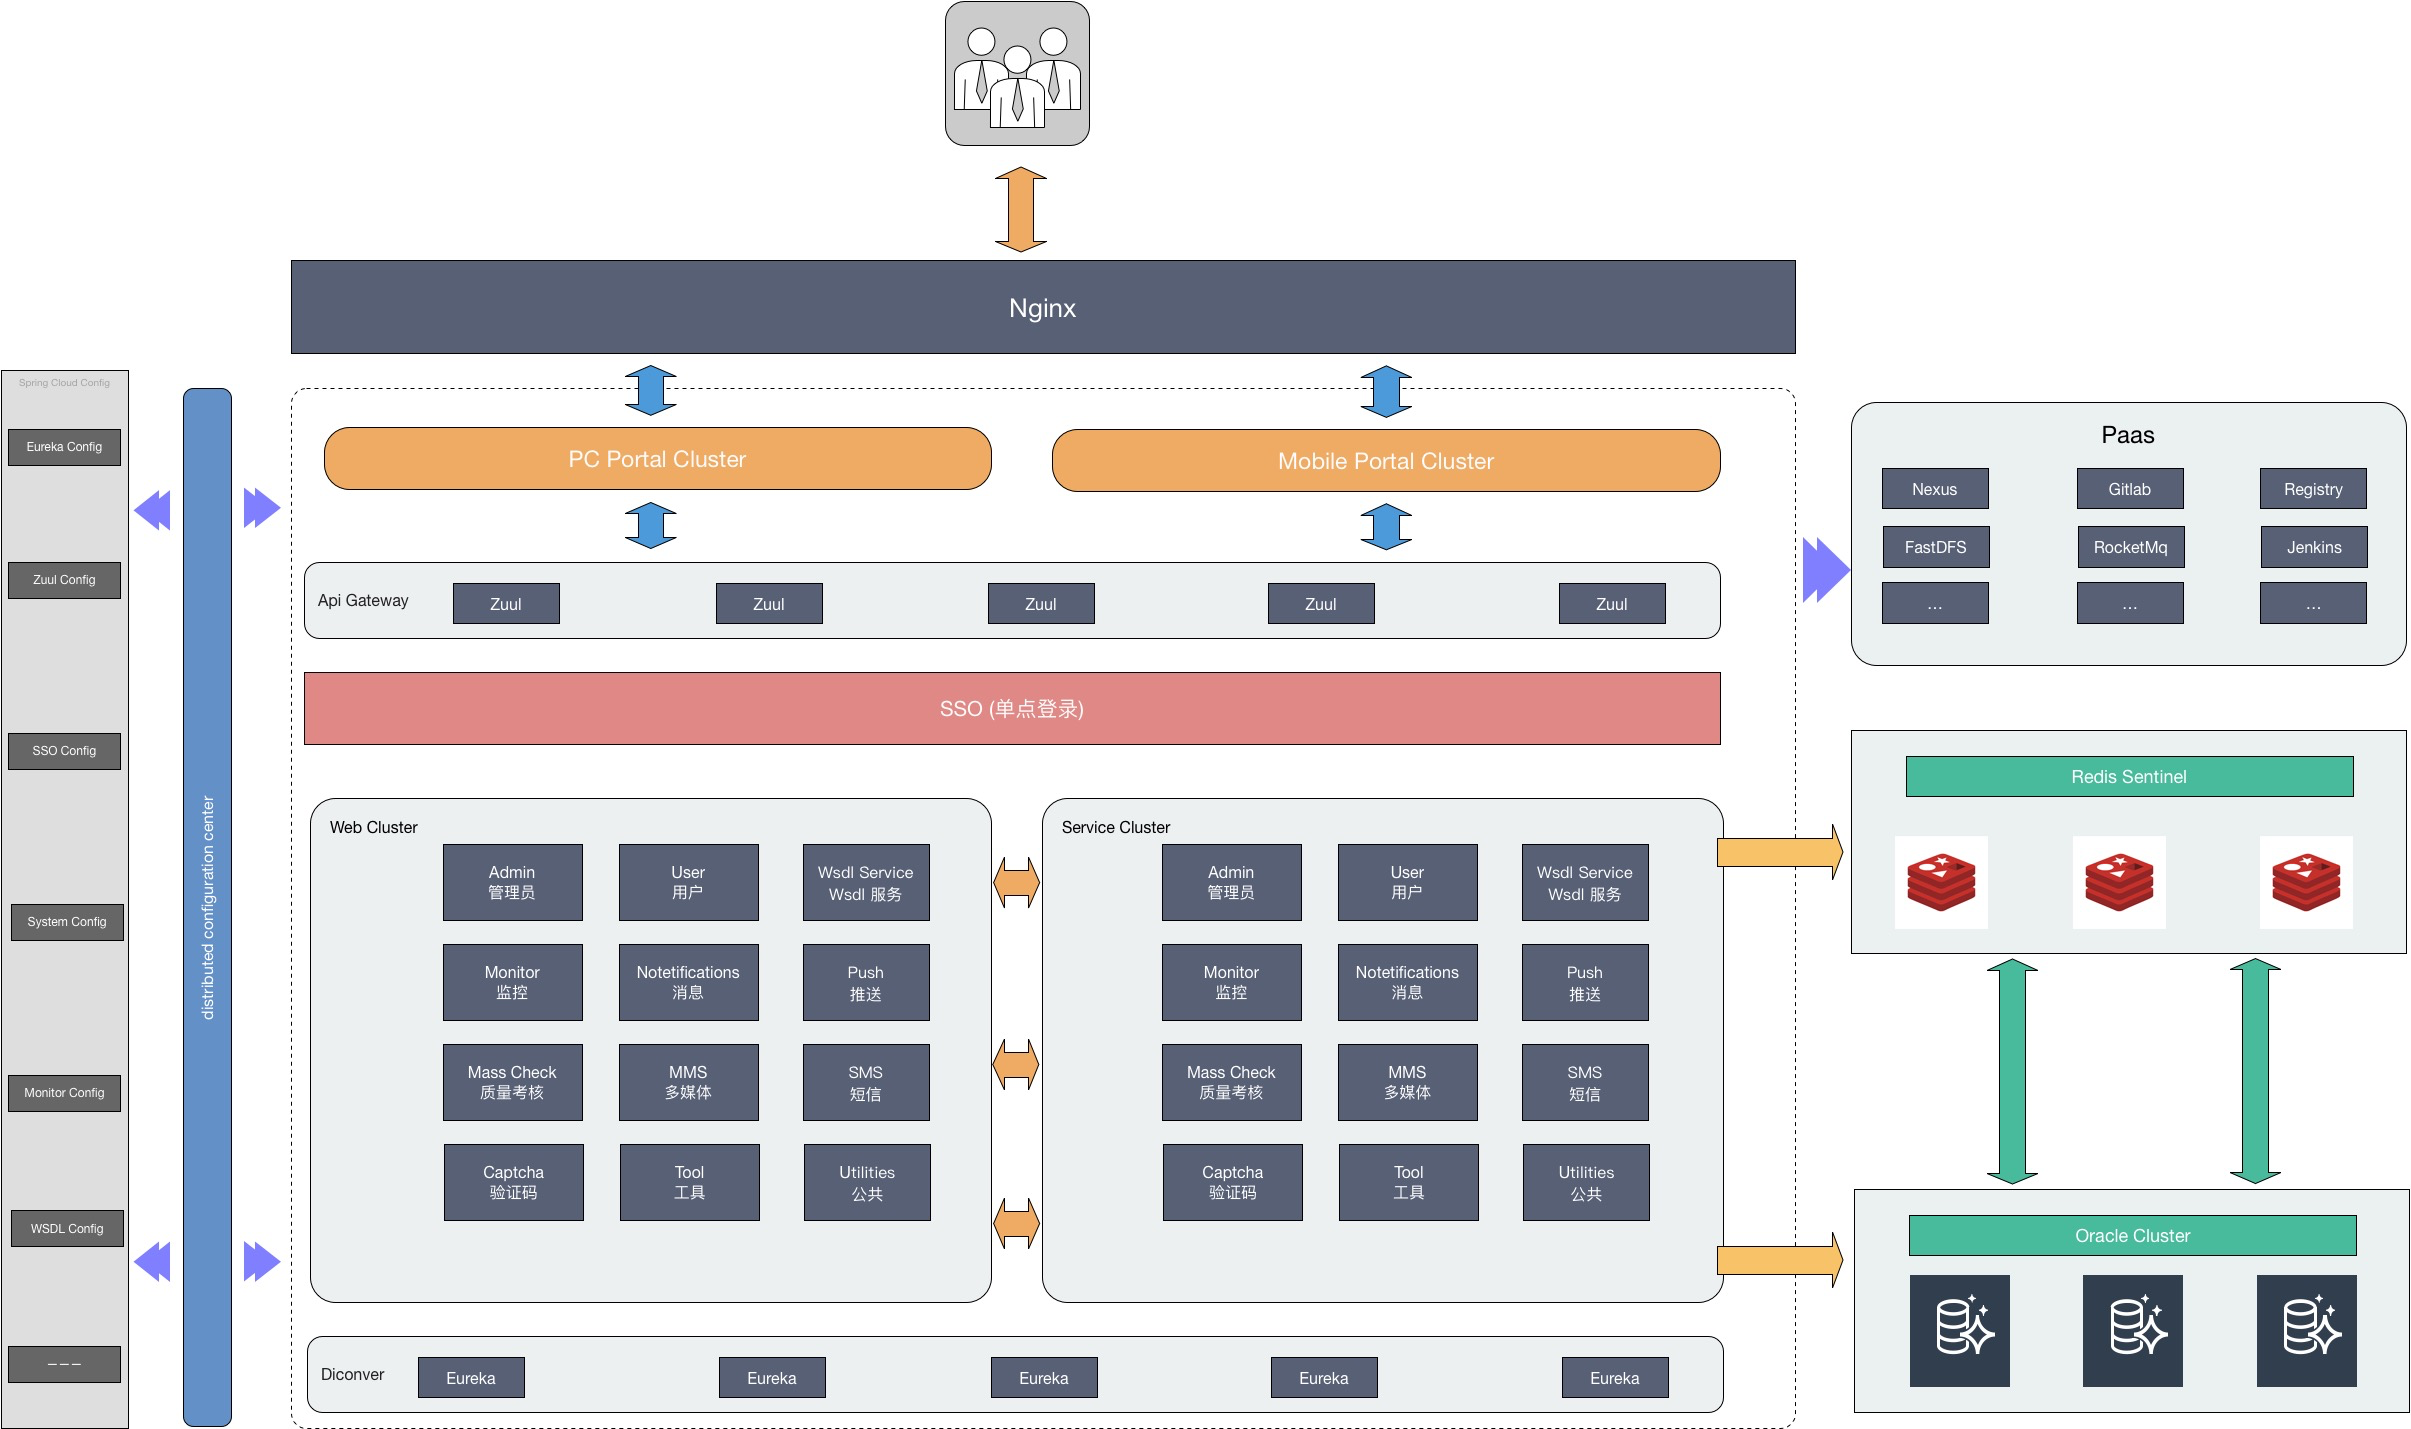 Nginx
Spring Cloud Config
Eureka Config
Zuul Config
SSO Config
System Config
Monitor Config
WSDL Config
– – –
distributed configuration center
PC Portal Cluster
Mobile Portal Cluster
Api Gateway
Zuul
Zuul
Zuul
Zuul
Zuul
SSO (单点登录)
Web Cluster
Admin
管理员
User
用户
Wsdl Service
Wsdl 服务
Monitor
监控
Notetifications
消息
Push
推送
Mass Check
质量考核
MMS
多媒体
SMS
短信
Captcha
验证码
Tool
工具
Utilities
公共
Service Cluster
Admin
管理员
User
用户
Wsdl Service
Wsdl 服务
Monitor
监控
Notetifications
消息
Push
推送
Mass Check
质量考核
MMS
多媒体
SMS
短信
Captcha
验证码
Tool
工具
Utilities
公共
Diconver
Eureka
Eureka
Eureka
Eureka
Eureka
Paas
Nexus
Gitlab
Registry
FastDFS
RocketMq
Jenkins
...
...
...
Redis Sentinel
Oracle Cluster